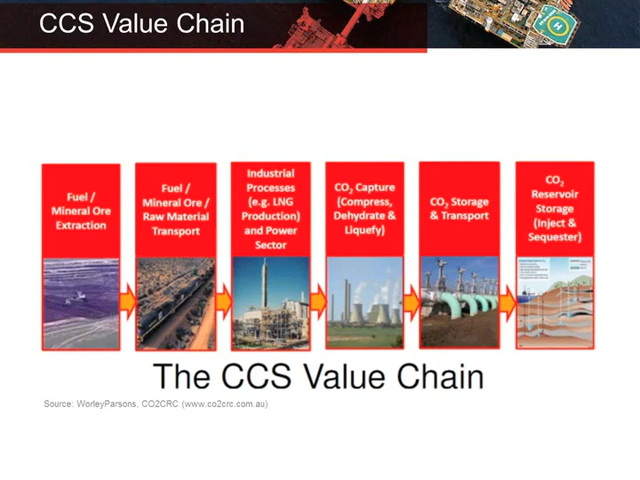 CCS Value Chain
Fuel /
Mineral Ore
Extraction
Fuel /
Mineral Ore /
Raw Material
Transport
Industrial
Processes
(e.g. LNG
Production)
and Power
Sector
CO₂ Capture
(Compress,
Dehydrate &
Liquefy)
CO₂ Storage
& Transport
CO₂
Reservoir
Storage
(Inject &
Sequester)
The CCS Value Chain
Source: WorleyParsons, CO2CRC (www.co2crc.com.au)
H